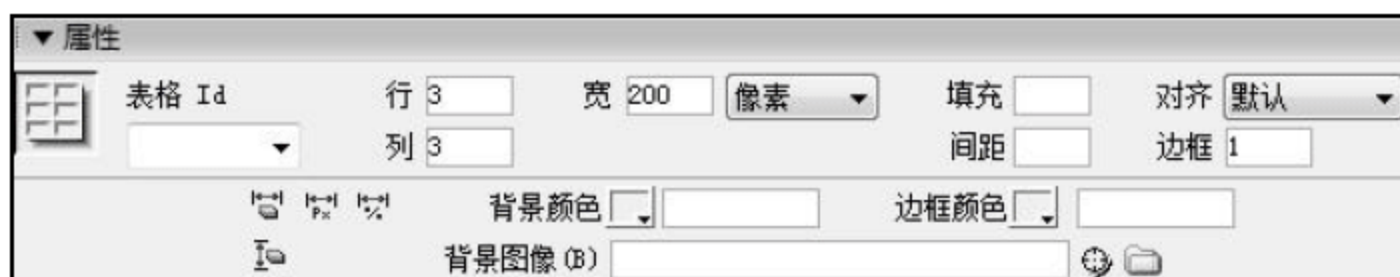 ▼ 属性
表格 Id 行 3 宽 200 像素 填充 对齐 默认
列 3 间距 边框 1
Px % 背景颜色 边框颜色
背景图像(B)